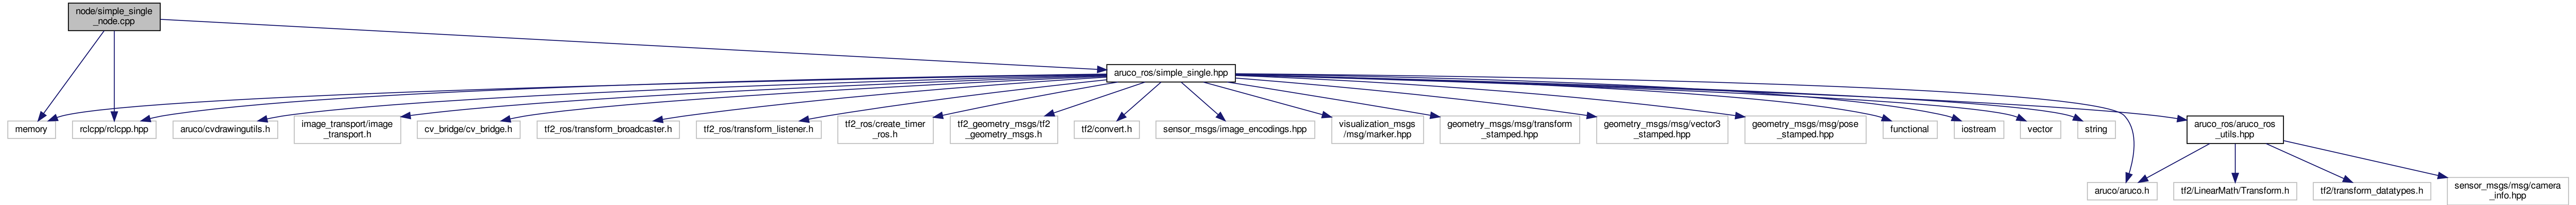 node/simple_single
_node.cpp
aruco_ros/simple_single.hpp
memory
rclcpp/rclcpp.hpp
aruco/cvdrawingutils.h
image_transport/image
_transport.h
cv_bridge/cv_bridge.h
tf2_ros/transform_broadcaster.h
tf2_ros/transform_listener.h
tf2_ros/create_timer
_ros.h
tf2_geometry_msgs/tf2
_geometry_msgs.h
tf2/convert.h
sensor_msgs/image_encodings.hpp
visualization_msgs
/msg/marker.hpp
geometry_msgs/msg/transform
_stamped.hpp
geometry_msgs/msg/vector3
_stamped.hpp
geometry_msgs/msg/pose
_stamped.hpp
functional
iostream
vector
string
aruco_ros/aruco_ros
_utils.hpp
aruco/aruco.h
tf2/LinearMath/Transform.h
tf2/transform_datatypes.h
sensor_msgs/msg/camera
_info.hpp